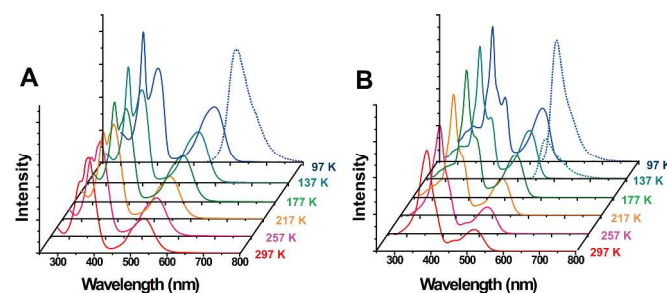 A
Intensity
97 K
137 K
177 K
217 K
257 K
297 K
300 400 500 600 700 800
Wavelength (nm)
B
Intensity
97 K
137 K
177 K
217 K
257 K
297 K
300 400 500 600 700 800
Wavelength (nm)